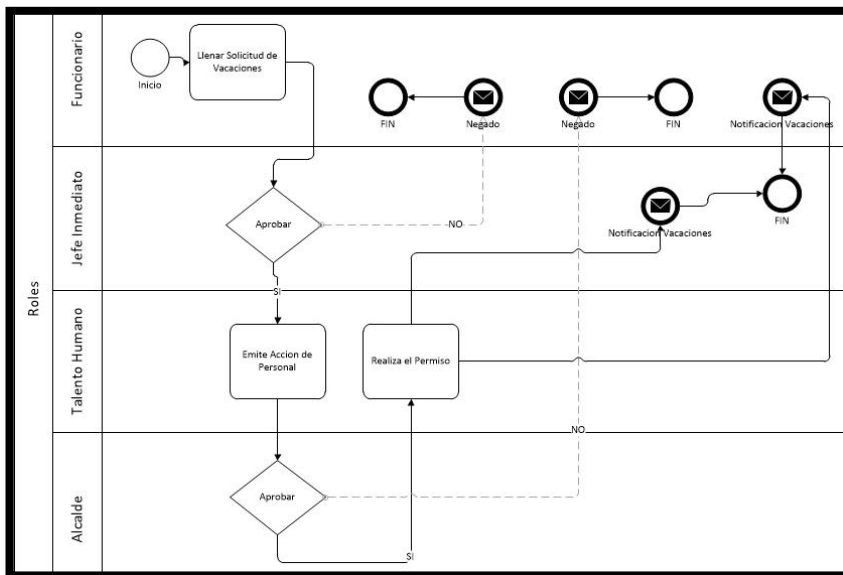 Roles
Funcionario
Inicio
Llenar Solicitud de
Vacaciones
FIN
Negado
Negado
FIN
Notificacion Vacaciones
Jefe Inmediato
Aprobar
NO
Notificacion Vacaciones
FIN
SI
Talento Humano
Emite Accion de
Personal
Realiza el Permiso
NO
Alcalde
Aprobar
SI